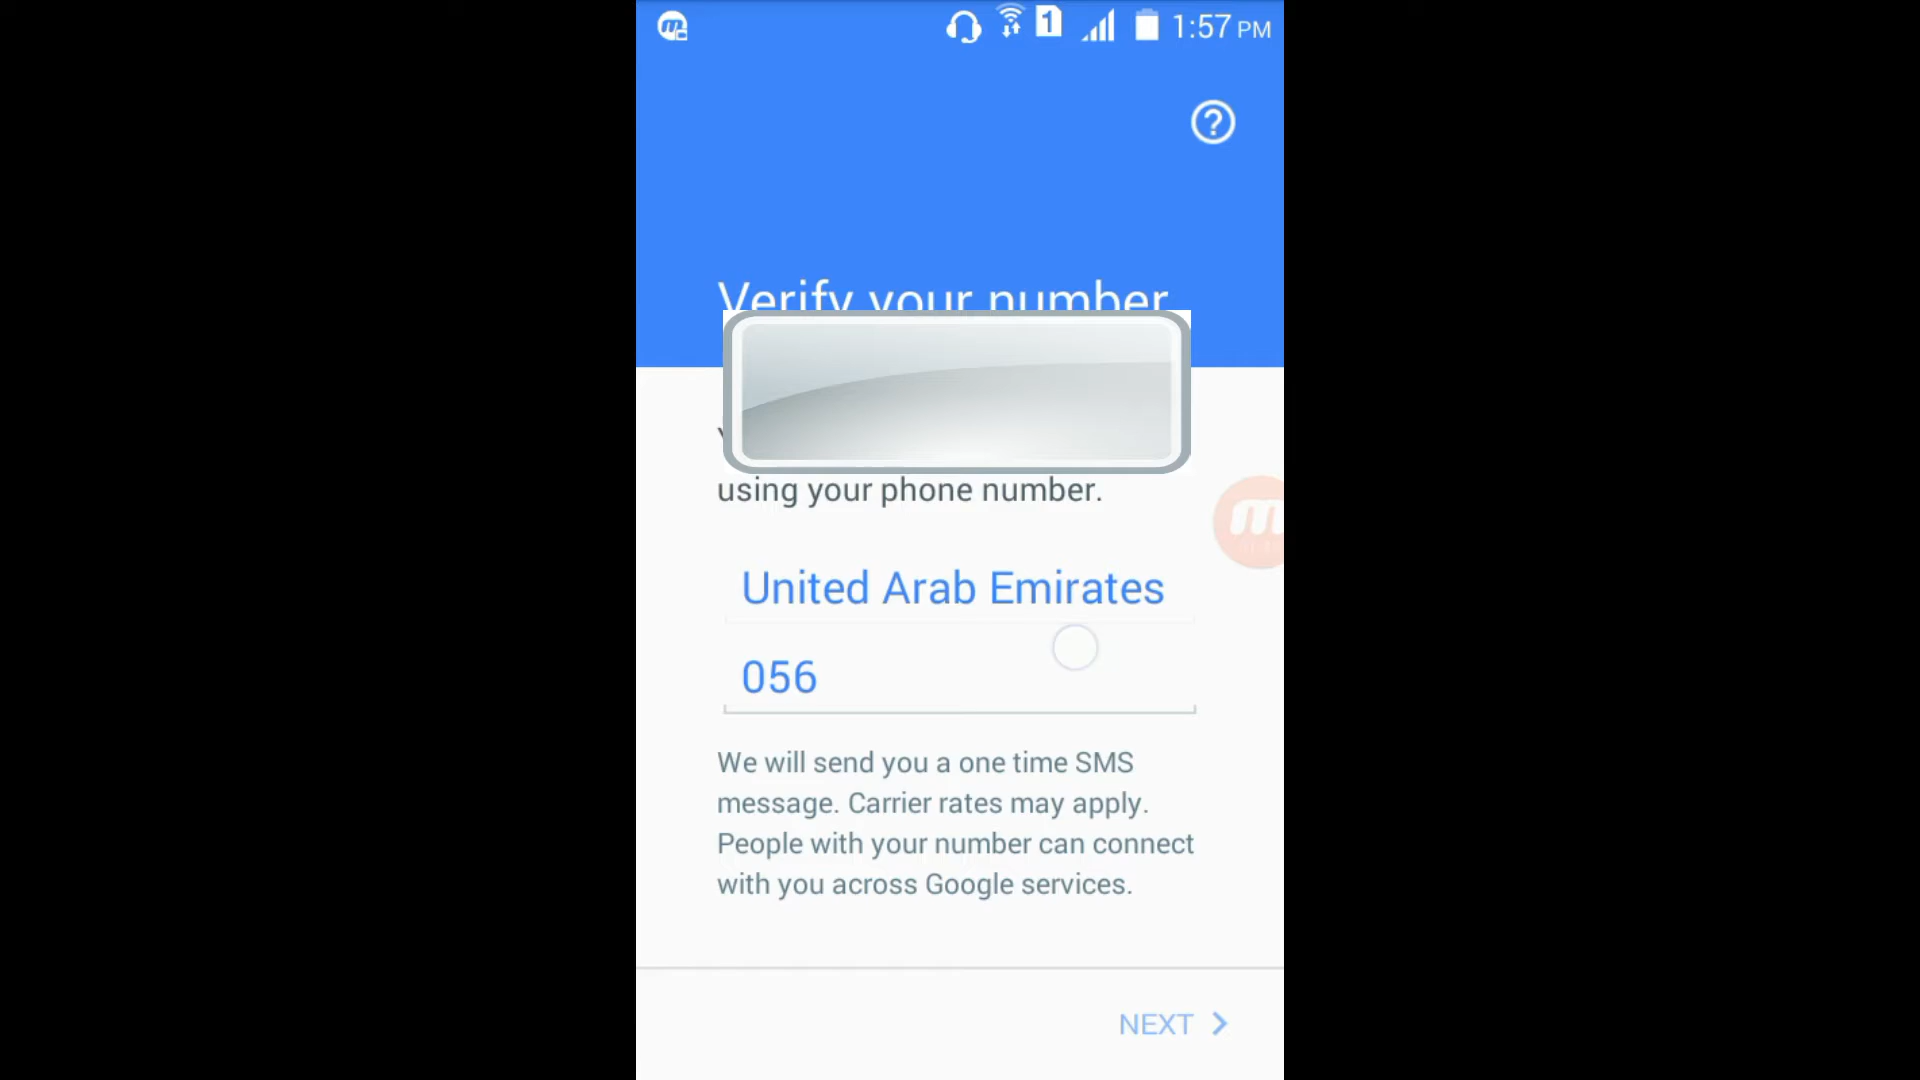 1 1:57 PM
?
Verify your number
using your phone number.
United Arab Emirates
056
We will send you a one time SMS
message. Carrier rates may apply.
People with your number can connect
with you across Google services.
NEXT